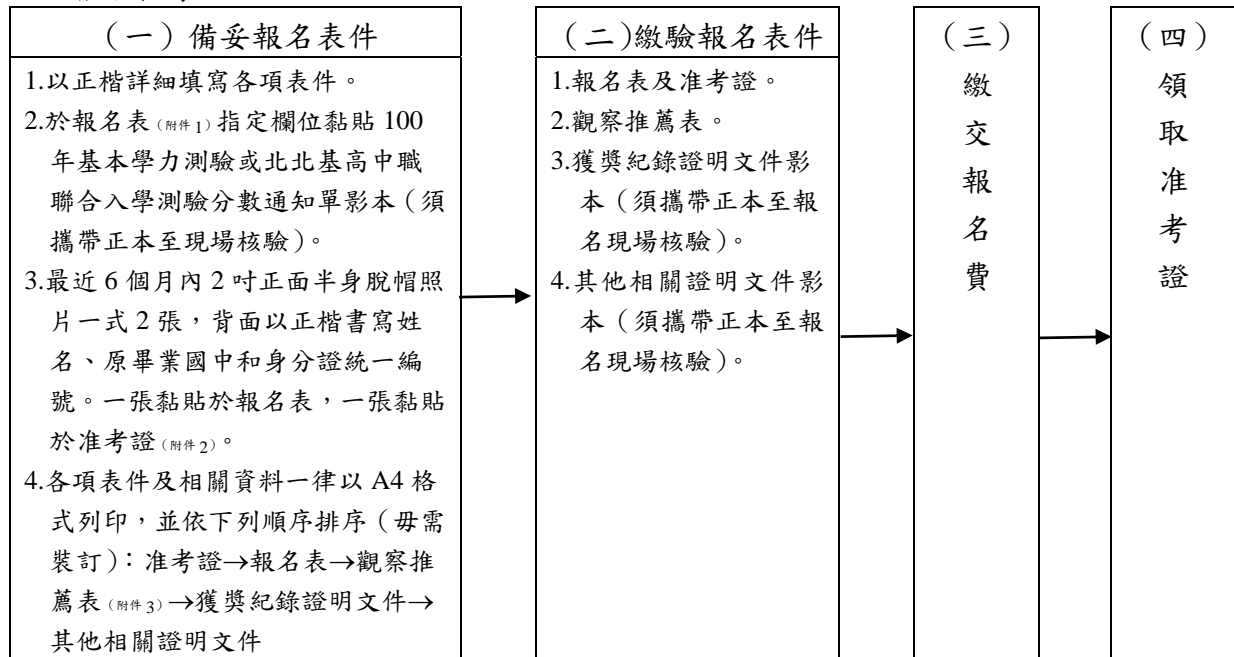 (一) 備妥報名表件
1.以正楷詳細填寫各項表件。
2.於報名表(附件1)指定欄位黏貼 100
年基本學力測驗或北北基高中職
聯合入學測驗分數通知單影本(須
攜帶正本至現場核驗)。
3.最近 6 個月內 2 吋正面半身脫帽照
片一式 2 張，背面以正楷書寫姓
名、原畢業國中和身分證統一編
號。一張黏貼於報名表，一張黏貼
於准考證(附件2)。
4.各項表件及相關資料一律以 A4 格
式列印，並依下列順序排序(毋需
裝訂)：准考證→報名表→觀察推
薦表(附件3)→獲獎紀錄證明文件→
其他相關證明文件
(二)繳驗報名表件
1.報名表及准考證。
2.觀察推薦表。
3.獲獎紀錄證明文件影
本(須攜帶正本至報
名現場核驗)。
4.其他相關證明文件影
本(須攜帶正本至報
名現場核驗)。
(三)
繳
交
報
名
費
(四)
領
取
准
考
證